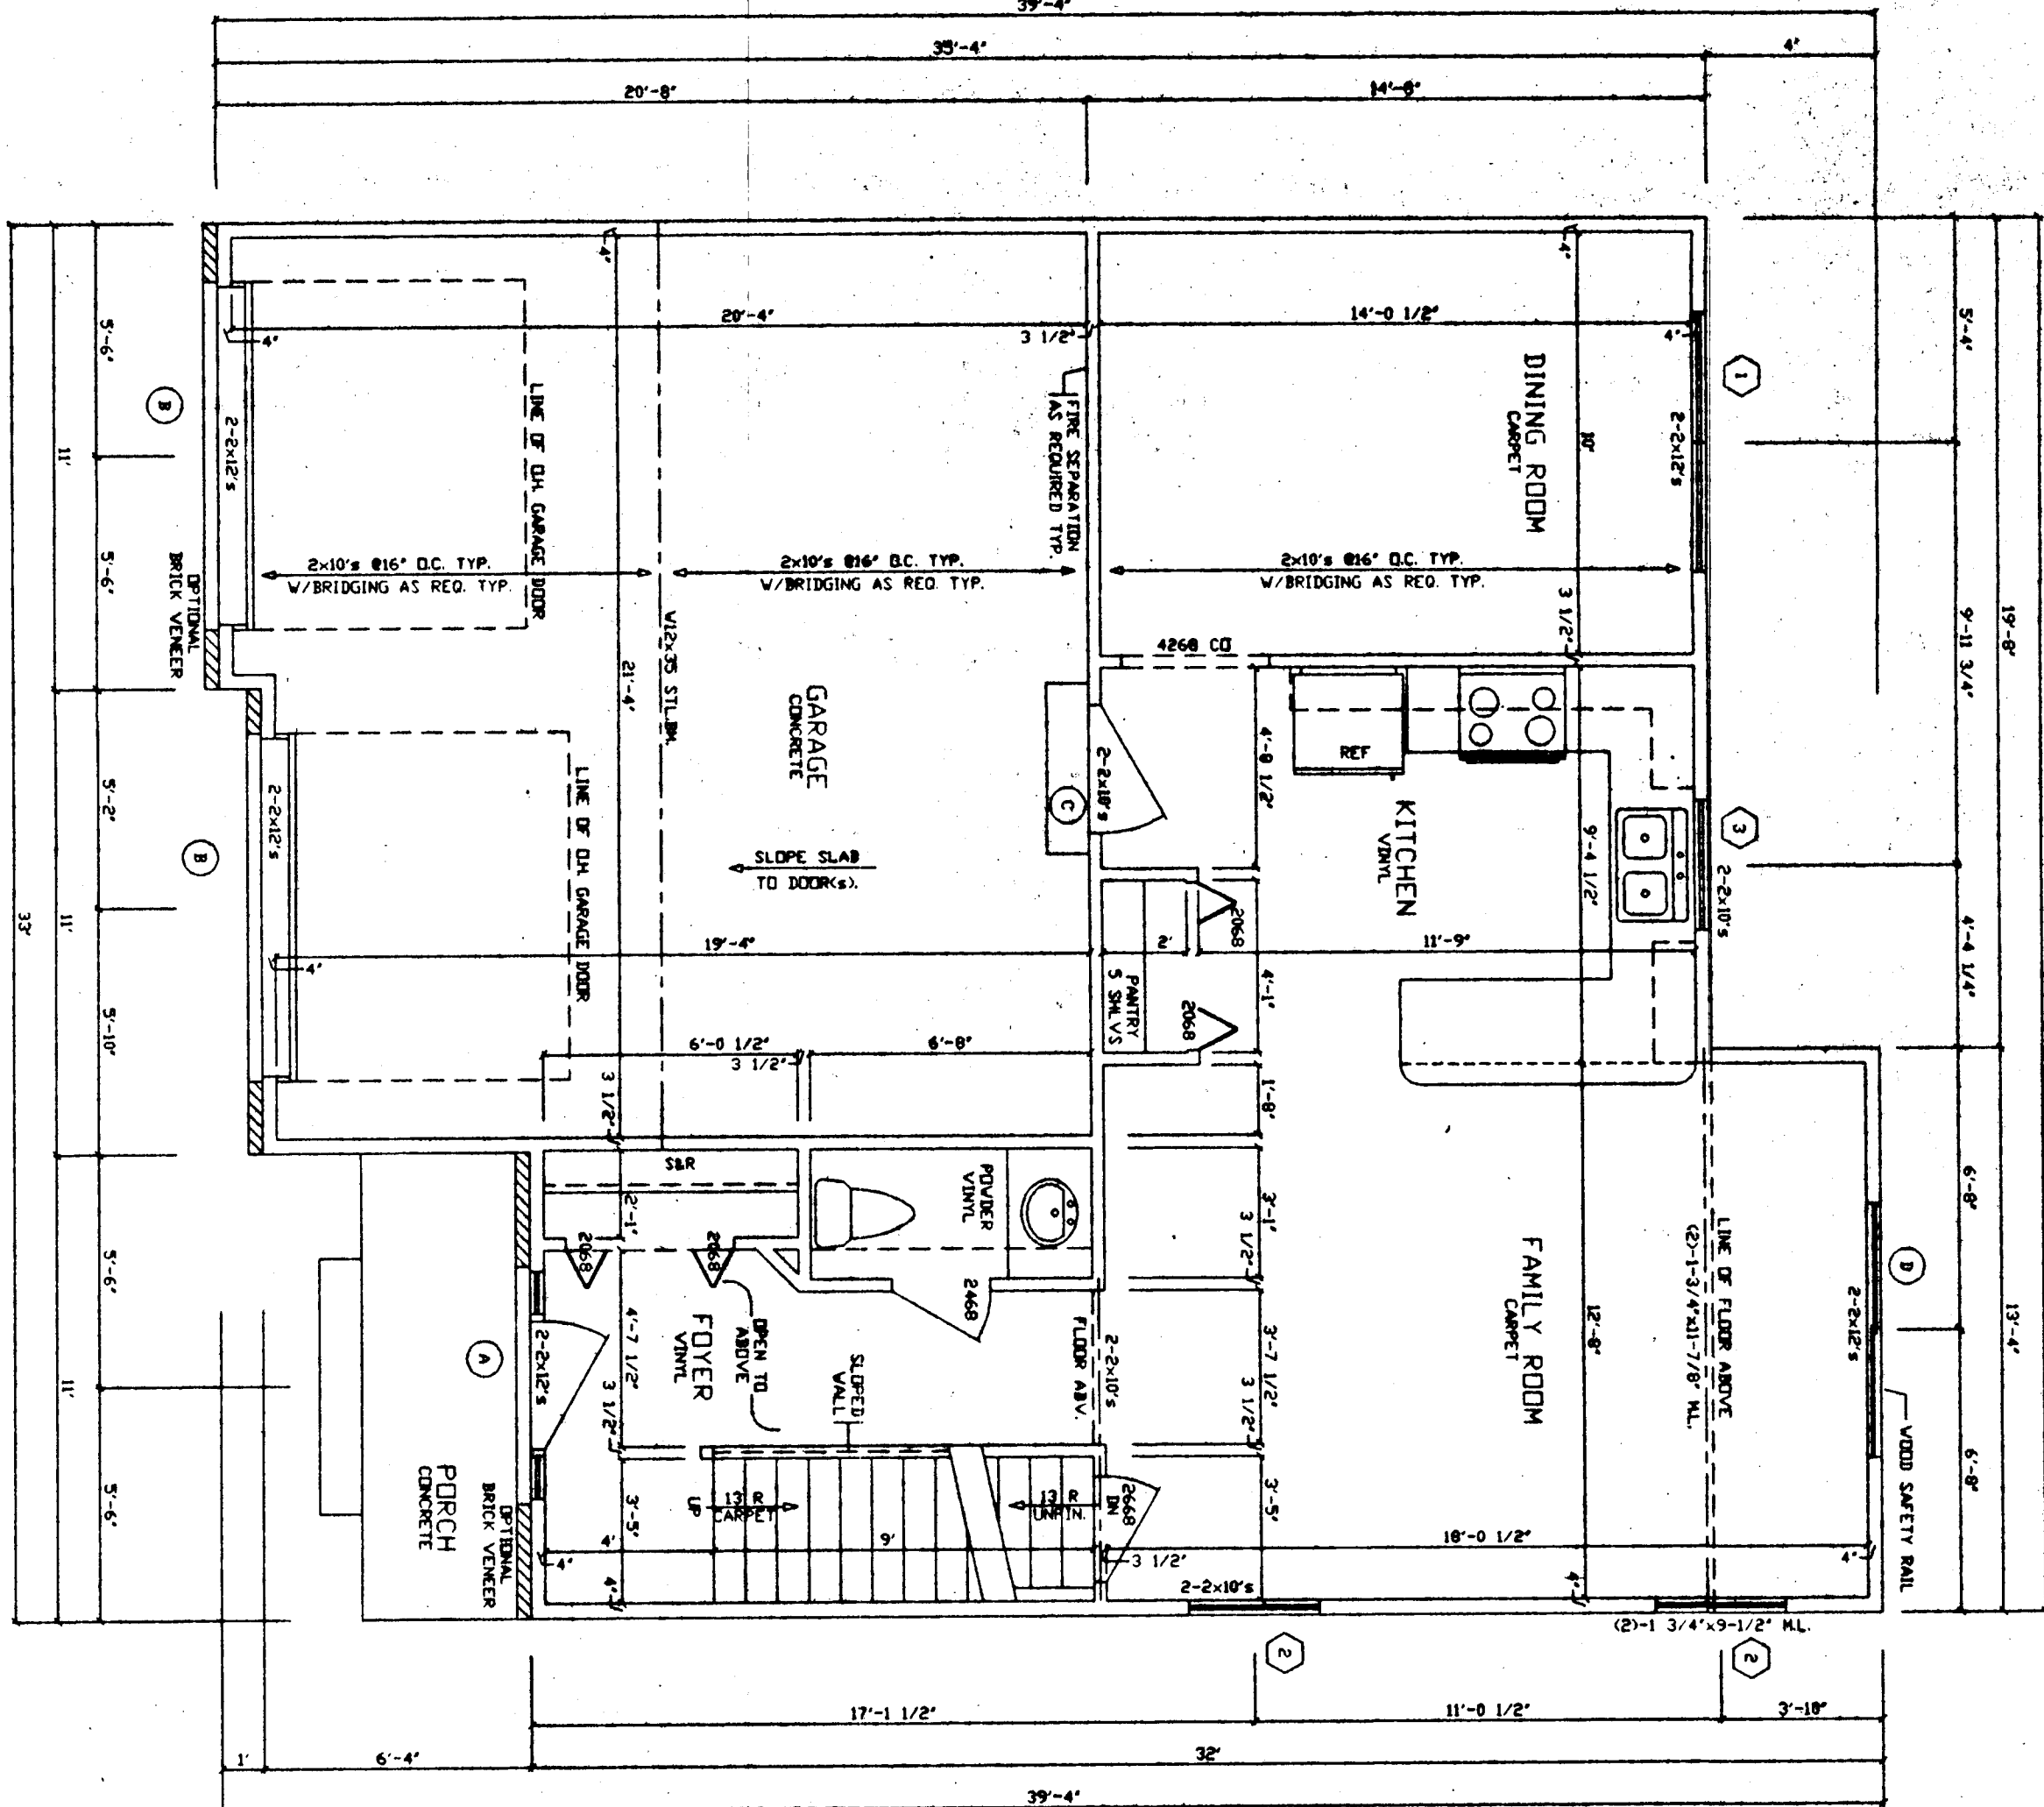 39'-4"
35'-4"
4"
20'-8"
14'-8"
4"
4"
5'-4"
19'-8"
20'-4"
14'-0 1/2"
4"
3 1/2"
4"
5'-6"
1
B
DINING ROOM
CARPET
10'
2-2x12's
FIRE SEPARATION
AS REQUIRED TYP.
LINE OF O.H. GARAGE DOOR
2-2x12's
11'
2x10's @16" O.C. TYP.
W/BRIDGING AS REQ. TYP.
2x10's @16" O.C. TYP.
W/BRIDGING AS REQ. TYP.
2x10's @16" O.C. TYP.
W/BRIDGING AS REQ. TYP.
5'-6"
OPTIONAL
BRICK VENEER
3 1/2"
9'-11 3/4"
4268 CO
W12x35 STL.BM.
21'-4"
GARAGE
CONCRETE
REF
4'-8 1/2"
2-2x10's
C
KITCHEN
VINYL
9'-4 1/2"
3
2-2x10's
5'-2"
2-2x12's
B
LINE OF O.H. GARAGE DOOR
SLOPE SLAB
TO DOOR(s).
2068
19'-4"
2'
11'-9"
4'-4 1/4"
33'
11'
4"
PANTRY
5 SHLVS
4'-1"
2068
5'-10"
6'-0 1/2"
6'-8"
3 1/2"
3 1/2"
1'-8"
S&R
POWDER
VINYL
2'-1"
3'-1"
3 1/2"
6'-8"
LINE OF FLOOR ABOVE
(2)-1-3/4"x11-7/8" M.L.
D
2-2x12's
13'-4"
2068
2068
2468
5'-6"
4'-7 1/2"
FOYER
VINYL
OPEN TO
ABOVE
FLOOR ABV.
2-2x10's
3'-7 1/2"
FAMILY ROOM
CARPET
12'-8"
A
2-2x12's
3 1/2"
SLOPED
WALL
3 1/2"
WOOD SAFETY RAIL
11'
6'-8"
PORCH
CONCRETE
OPTIONAL
BRICK VENEER
5'-6"
3'-5"
UP
13 R
CARPET
13 R
UNFIN.
DN
2668
3'-5"
4'
9'
18'-0 1/2"
4"
3 1/2"
4"
4"
2-2x10's
4"
(2)-1 3/4"x9-1/2" M.L.
2
2
17'-1 1/2"
11'-0 1/2"
3'-10"
1'
6'-4"
32'
39'-4"